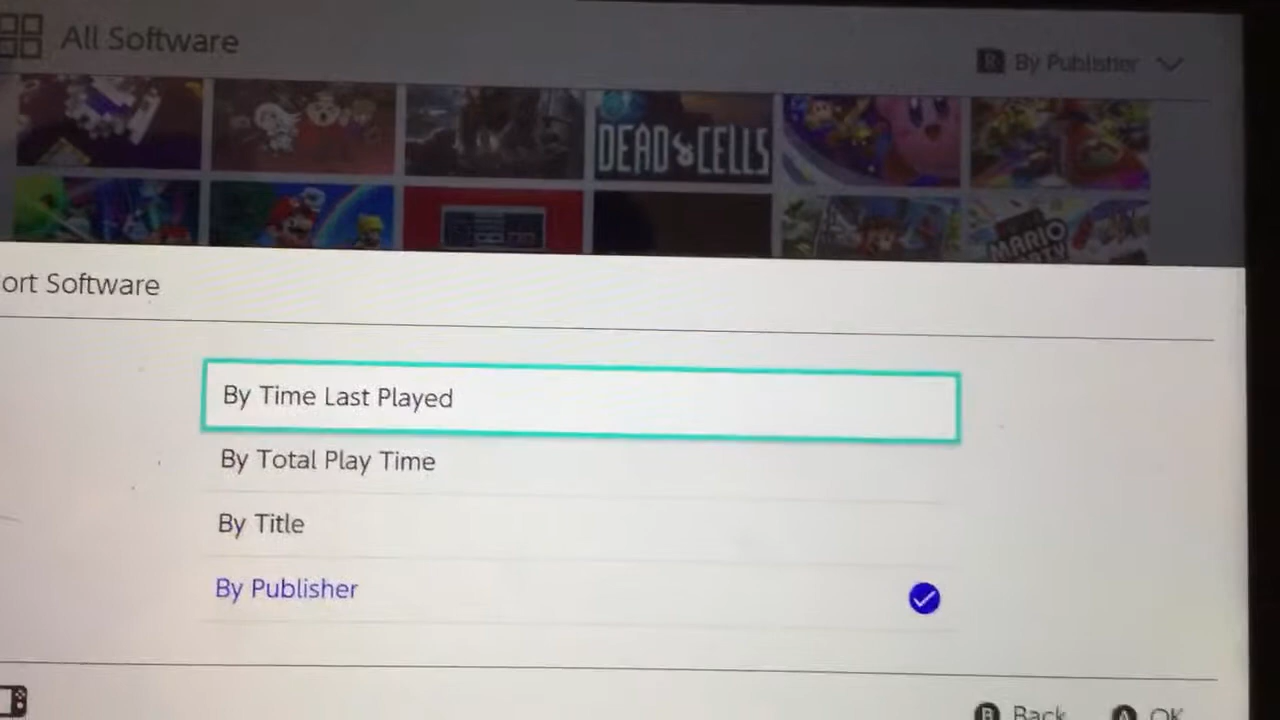 All Software
R By Publisher
DEAD CELLS
MARIO
ort Software
By Time Last Played
By Total Play Time
By Title
By Publisher
B Back A OK